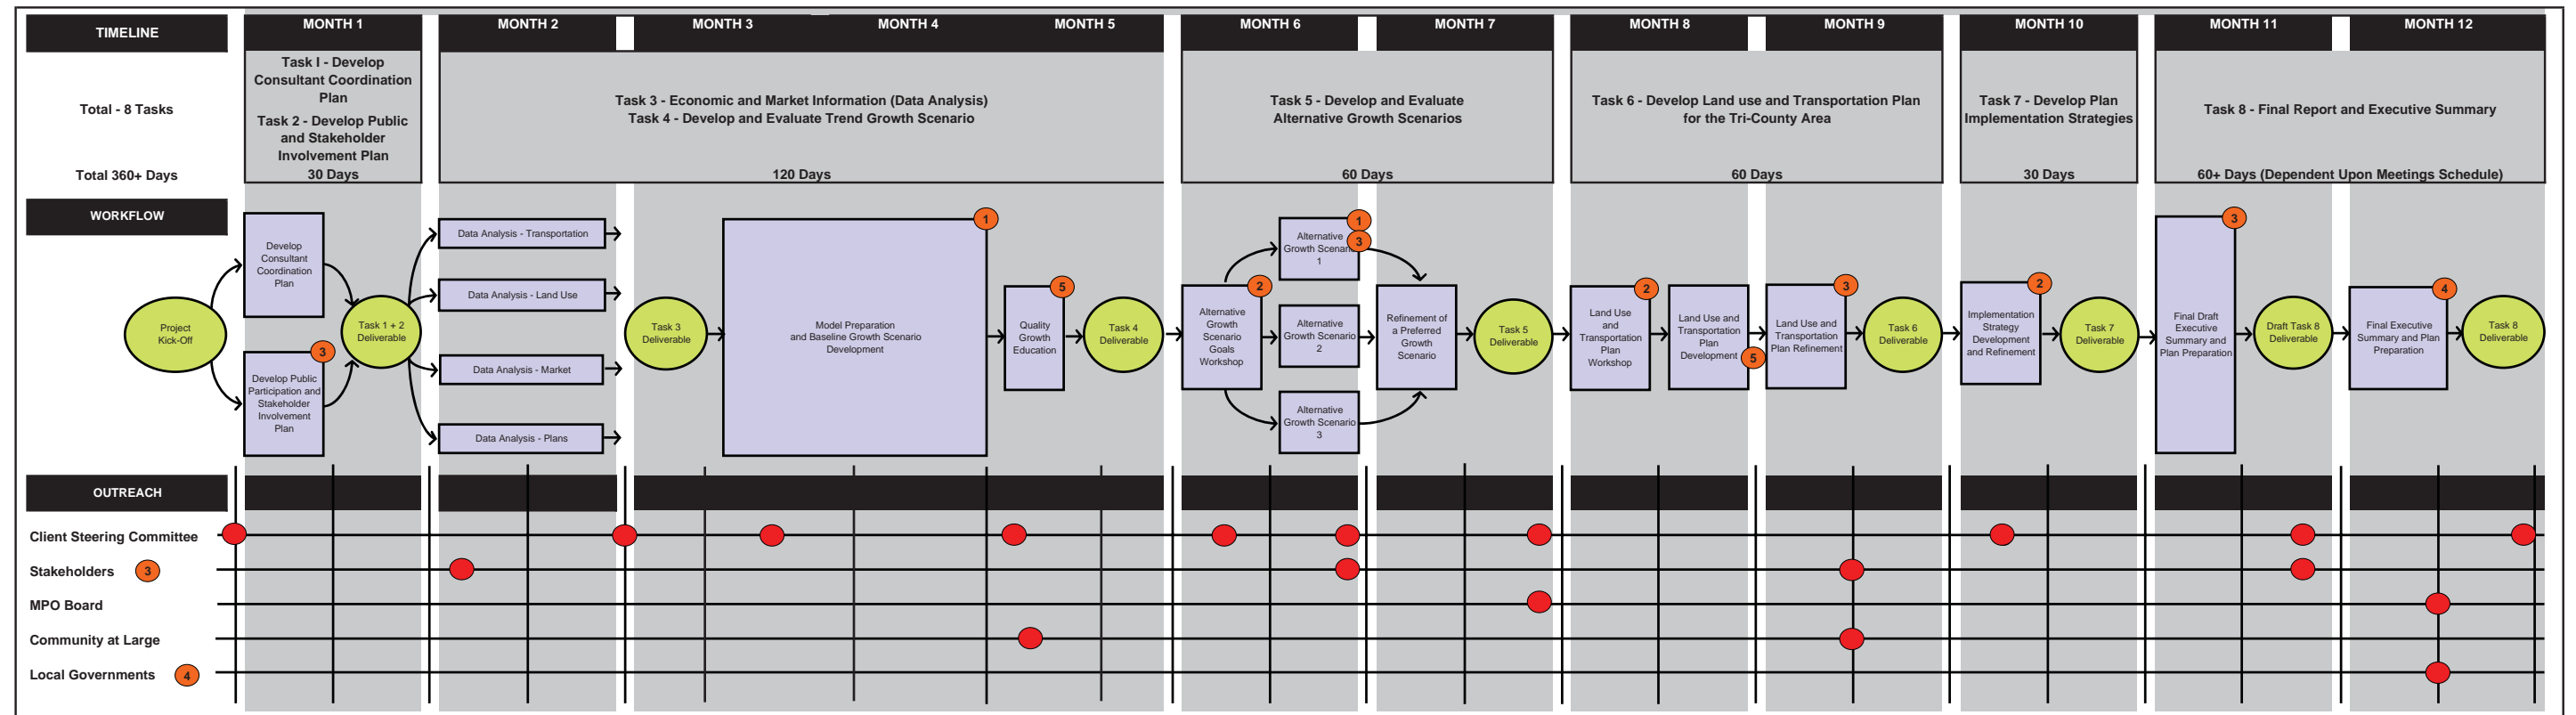 TIMELINE
MONTH 1
MONTH 2
MONTH 3
MONTH 4
MONTH 5
MONTH 6
MONTH 7
MONTH 8
MONTH 9
MONTH 10
MONTH 11
MONTH 12
Total - 8 Tasks
Task I - Develop
Consultant Coordination
Plan
Task 2 - Develop Public
and Stakeholder
Involvement Plan
Task 3 - Economic and Market Information (Data Analysis)
Task 4 - Develop and Evaluate Trend Growth Scenario
Task 5 - Develop and Evaluate
Alternative Growth Scenarios
Task 6 - Develop Land use and Transportation Plan
for the Tri-County Area
Task 7 - Develop Plan
Implementation Strategies
Task 8 - Final Report and Executive Summary
Total 360+ Days
30 Days
120 Days
60 Days
60 Days
30 Days
60+ Days (Dependent Upon Meetings Schedule)
WORKFLOW
Project
Kick-Off
Develop
Consultant
Coordination
Plan
3
Develop Public
Participation and
Stakeholder
Involvement
Plan
Task 1 + 2
Deliverable
Data Analysis - Transportation
Data Analysis - Land Use
Data Analysis - Market
Data Analysis - Plans
Task 3
Deliverable
1
Model Preparation
and Baseline Growth Scenario
Development
5
Quality
Growth
Education
Task 4
Deliverable
2
Alternative
Growth
Scenario
Goals
Workshop
1
3
Alternative
Growth Scenario
1
Alternative
Growth Scenario
2
Alternative
Growth Scenario
3
Refinement of
a Preferred
Growth
Scenario
Task 5
Deliverable
2
Land Use
and
Transportation
Plan
Workshop
Land Use and
Transportation
Plan
Development
5
3
Land Use and
Transportation
Plan Refinement
Task 6
Deliverable
2
Implementation
Strategy
Development
and Refinement
Task 7
Deliverable
3
Final Draft
Executive
Summary and
Plan Preparation
Draft Task 8
Deliverable
4
Final Executive
Summary and Plan
Preparation
Task 8
Deliverable
OUTREACH
Client Steering Committee
Stakeholders 3
MPO Board
Community at Large
Local Governments 4